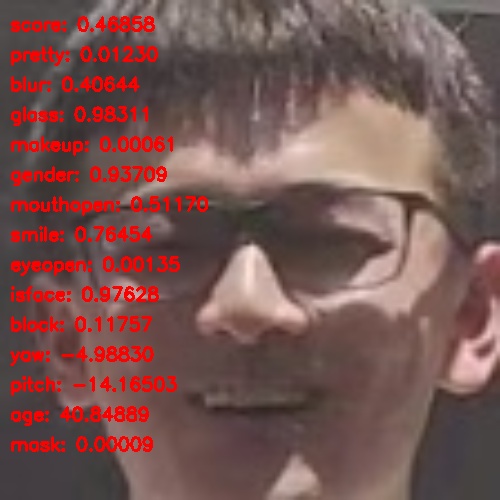 score: 0.46858
pretty: 0.01230
blur: 0.40644
glass: 0.98311
makeup: 0.00061
gender: 0.93709
mouthopen: 0.51170
smile: 0.76454
eyeopen: 0.00135
isface: 0.97628
block: 0.11757
yaw: -4.98830
pitch: -14.16503
age: 40.84889
mask: 0.00009